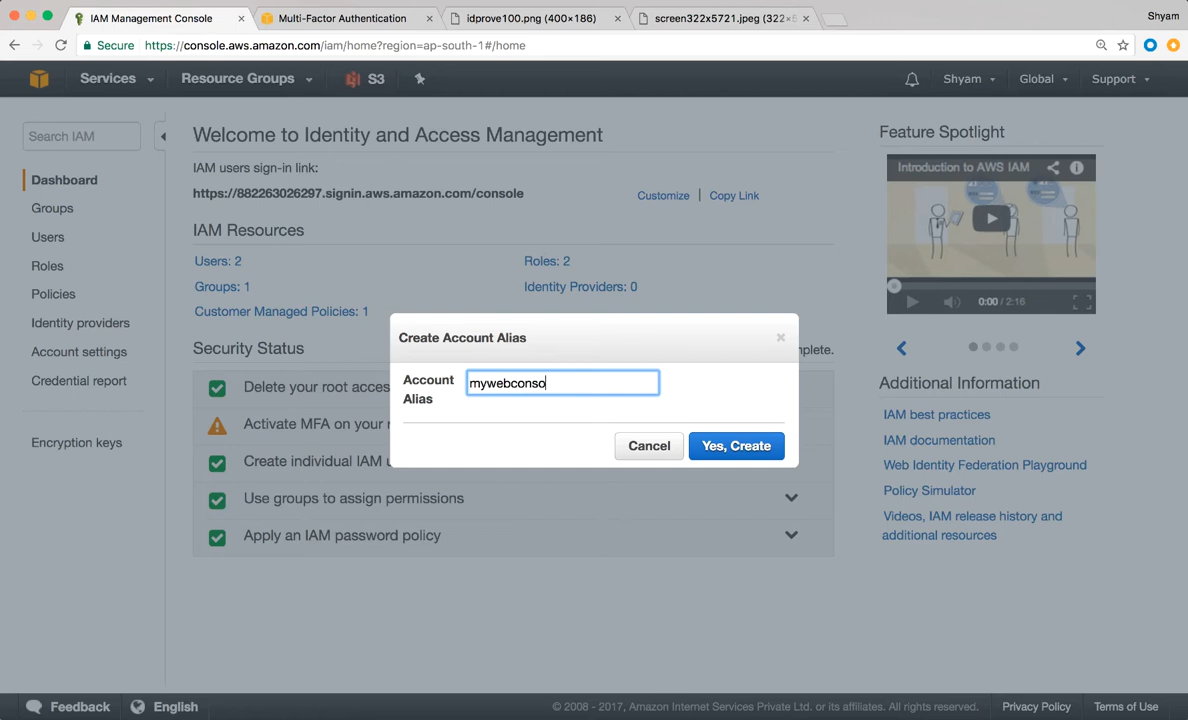 IAM Management Console
Multi-Factor Authentication
idprove100.png (400×186)
screen322x5721.jpeg (322×5
Shyam
Secure
https://console.aws.amazon.com/iam/home?region=ap-south-1#/home
Services
Resource Groups
S3
Shyam
Global
Support
Search IAM
Dashboard
Groups
Users
Roles
Policies
Identity providers
Account settings
Credential report
Encryption keys
Welcome to Identity and Access Management
IAM users sign-in link:
https://882263026297.signin.aws.amazon.com/console
Customize | Copy Link
IAM Resources
Users: 2
Roles: 2
Groups: 1
Identity Providers: 0
Customer Managed Policies: 1
Security Status
mplete.
Delete your root acces
Activate MFA on your r
Create individual IAM u
Use groups to assign permissions
Apply an IAM password policy
Create Account Alias
Account
Alias
mywebconso
Cancel
Yes, Create
Feature Spotlight
Introduction to AWS IAM
0:00 / 2:16
Additional Information
IAM best practices
IAM documentation
Web Identity Federation Playground
Policy Simulator
Videos, IAM release history and
additional resources
Feedback
English
© 2008 - 2017, Amazon Internet Services Private Ltd. or its affiliates. All rights reserved.
Privacy Policy
Terms of Use